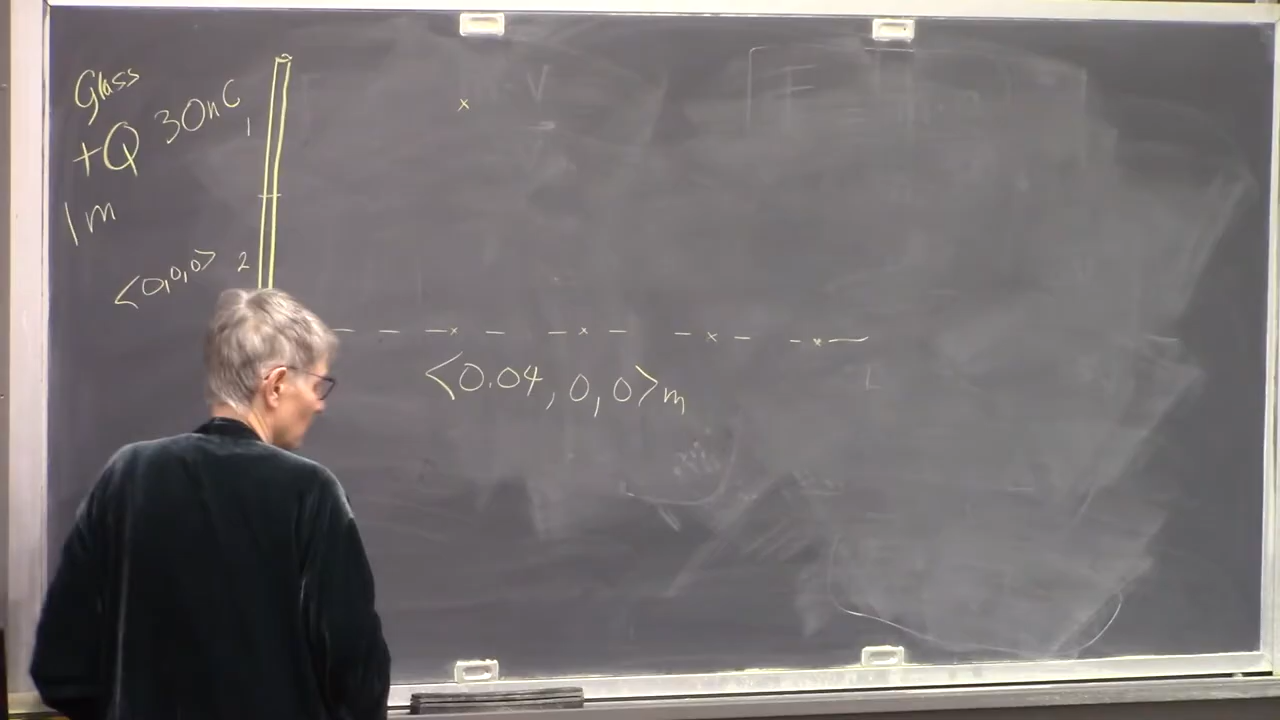 Glass
+Q 30nC
1
1m
<0,0,0> 2
x
— — —x — —x — —x — —x—
<0.04, 0, 0>m